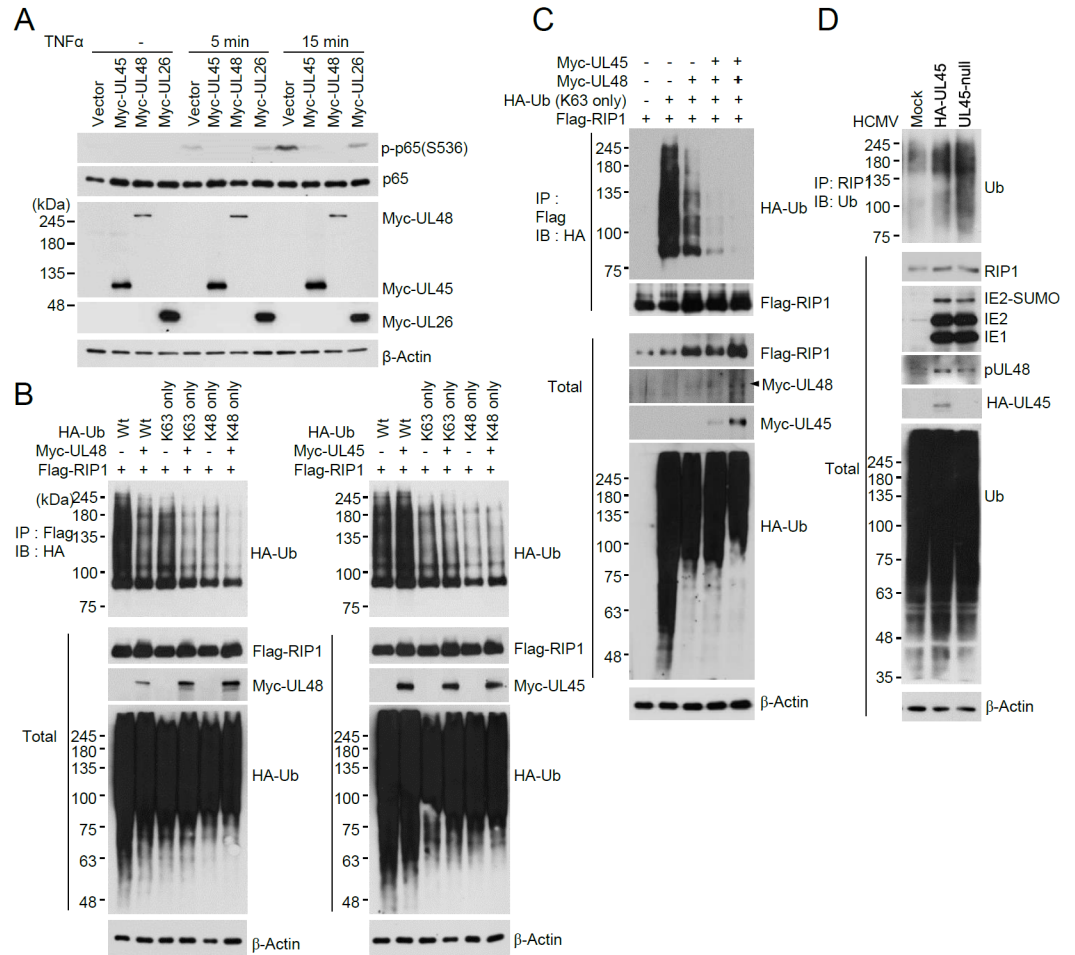 A
TNFα - 5 min 15 min
Vector Myc-UL45 Myc-UL48 Myc-UL26 Vector Myc-UL45 Myc-UL48 Myc-UL26 Vector Myc-UL45 Myc-UL48 Myc-UL26
p-p65(S536)
p65
(kDa)
245 Myc-UL48
180
135
Myc-UL45
48
Myc-UL26
β-Actin
B
HA-Ub Wt Wt K63 only K63 only K48 only K48 only
Myc-UL48 - + - + - +
Flag-RIP1 + + + + + +
(kDa) 245
180
IP : Flag
135
IB : HA
HA-Ub
100
75
Flag-RIP1
Myc-UL48
Total
245
180
135 HA-Ub
100
75
63
48
β-Actin
HA-Ub Wt Wt K63 only K63 only K48 only K48 only
Myc-UL45 - + - + - +
Flag-RIP1 + + + + + +
245
180
135
HA-Ub
100
75
Flag-RIP1
Myc-UL45
245
180
135 HA-Ub
100
75
63
48
β-Actin
C
Myc-UL45 - - - + +
Myc-UL48 - - + + +
HA-Ub (K63 only) - + + + +
Flag-RIP1 + + + + +
245
180
135
IP :
Flag
IB : HA
HA-Ub
100
75
Flag-RIP1
Flag-RIP1
Total
Myc-UL48
Myc-UL45
245
180
135
HA-Ub
100
75
63
48
β-Actin
D
HCMV Mock HA-UL45 UL45-null
245
180
IP: RIP1
135
IB: Ub
Ub
100
75
RIP1
IE2-SUMO
IE2
IE1
pUL48
HA-UL45
Total
245
180
135
Ub
100
75
63
48
35
β-Actin